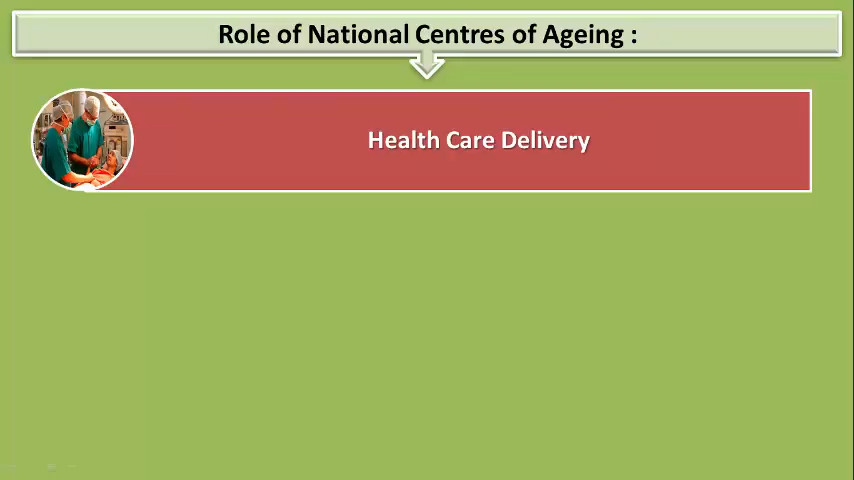 Role of National Centres of Ageing :
Health Care Delivery